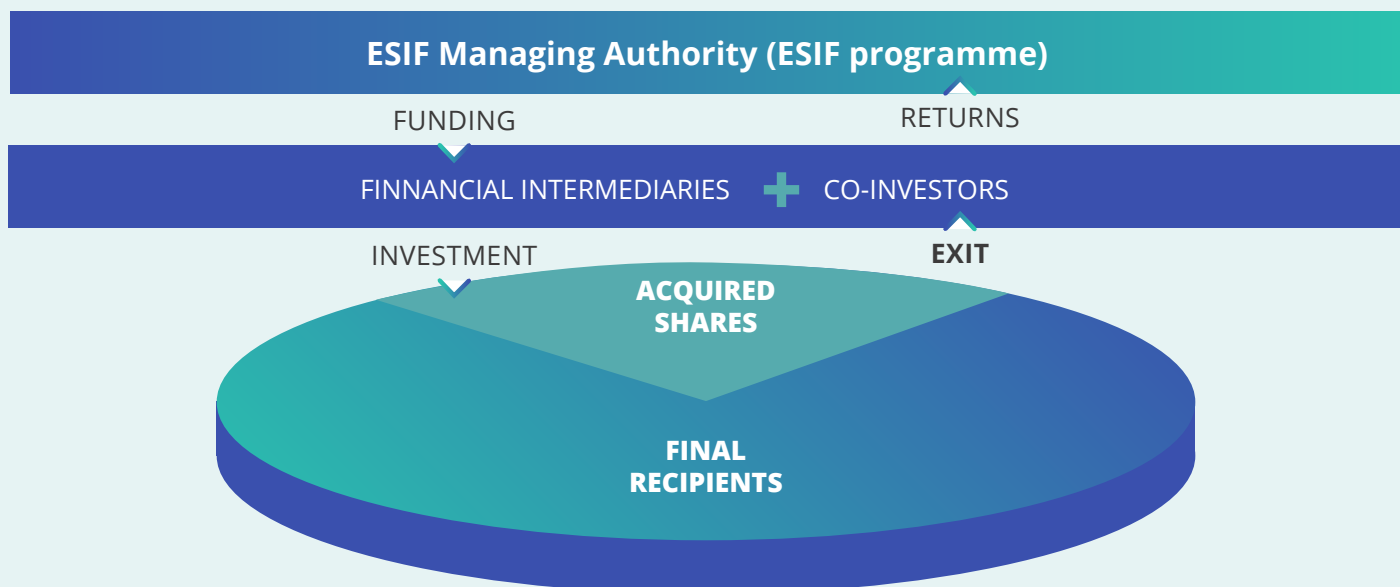 ESIF Managing Authority (ESIF programme)
FUNDING
RETURNS
FINNANCIAL INTERMEDIARIES + CO-INVESTORS
INVESTMENT
EXIT
ACQUIRED
SHARES
FINAL
RECIPIENTS